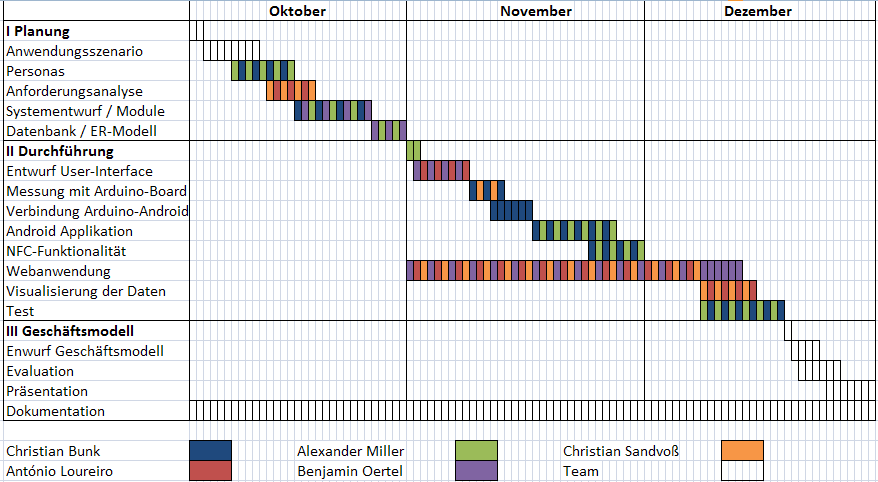 Oktober November Dezember
I Planung
Anwendungsszenario
Personas
Anforderungsanalyse
Systementwurf / Module
Datenbank / ER-Modell
II Durchführung
Entwurf User-Interface
Messung mit Arduino-Board
Verbindung Arduino-Android
Android Applikation
NFC-Funktionalität
Webanwendung
Visualisierung der Daten
Test
III Geschäftsmodell
Enwurf Geschäftsmodell
Evaluation
Präsentation
Dokumentation
Christian Bunk Alexander Miller Christian Sandvoß
António Loureiro Benjamin Oertel Team